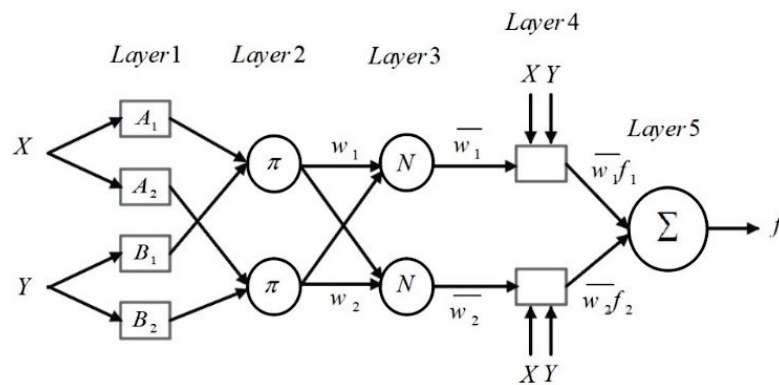 Layer 1
Layer 2
Layer 3
Layer 4
Layer 5
X
Y
A₁
A₂
B₁
B₂
π
π
w₁
w₂
N
N
w̅₁
w̅₂
X Y
X Y
w̅₁f₁
w̅₂f₂
Σ
f